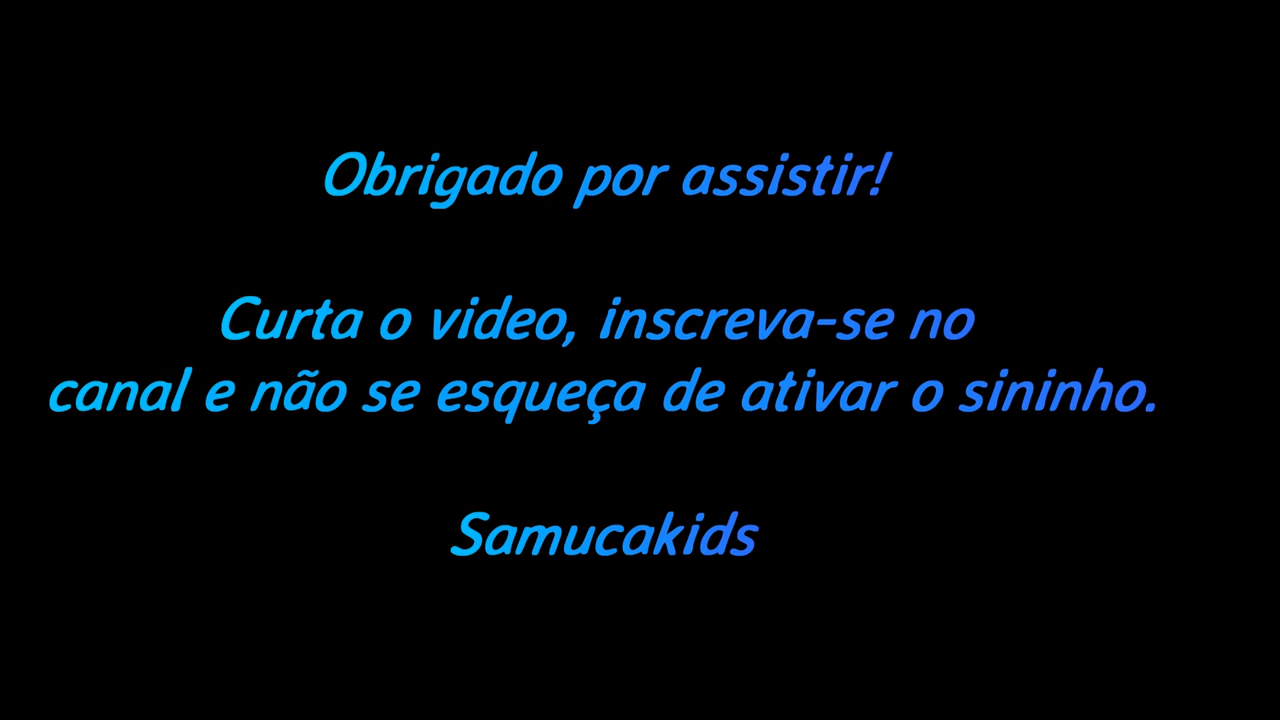 Obrigado por assistir!
Curta o video, inscreva-se no
canal e não se esqueça de ativar o sininho.
Samucakids